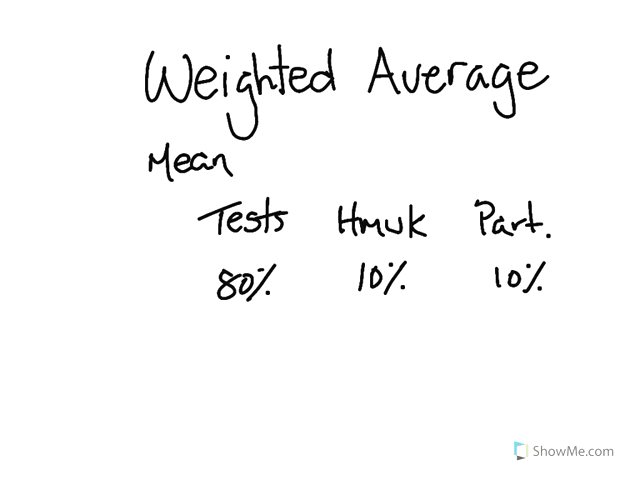 Weighted Average
Mean
Tests Hmwk Part.
80% 10% 10%
ShowMe.com